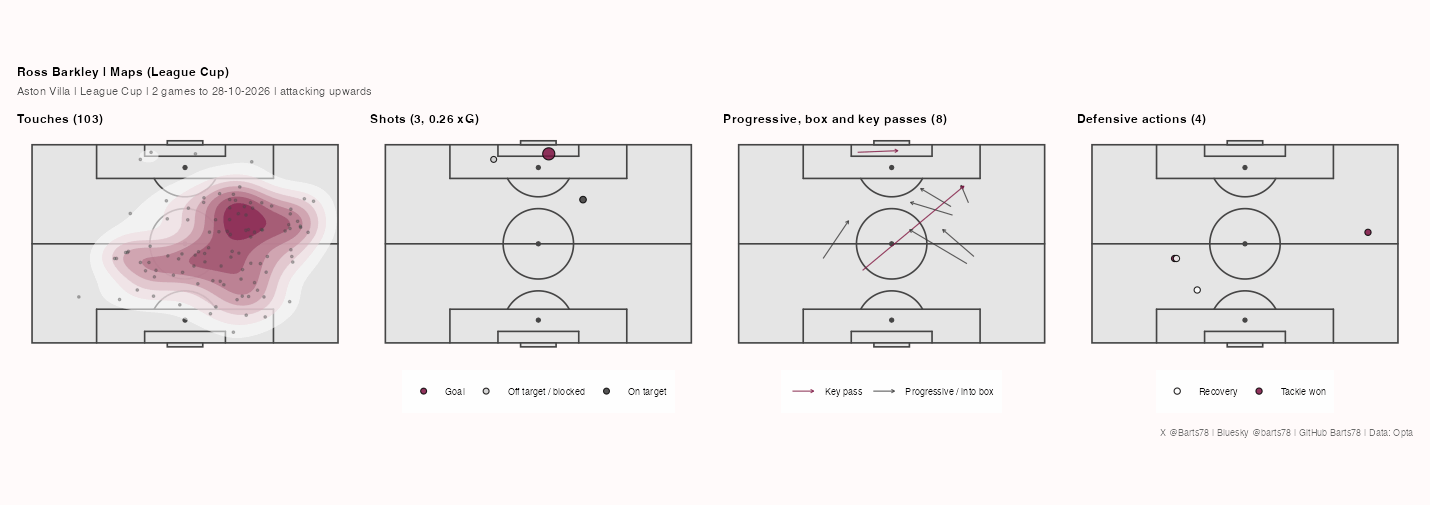 Ross Barkley | Maps (League Cup)
Aston Villa | League Cup | 2 games to 28-10-2026 | attacking upwards
Touches (103)
Shots (3, 0.26 xG)
Progressive, box and key passes (8)
Defensive actions (4)
Goal
Off target / blocked
On target
Key pass
Progressive / into box
Recovery
Tackle won
X @Barts78 | Bluesky @barts78 | GitHub Barts78 | Data: Opta